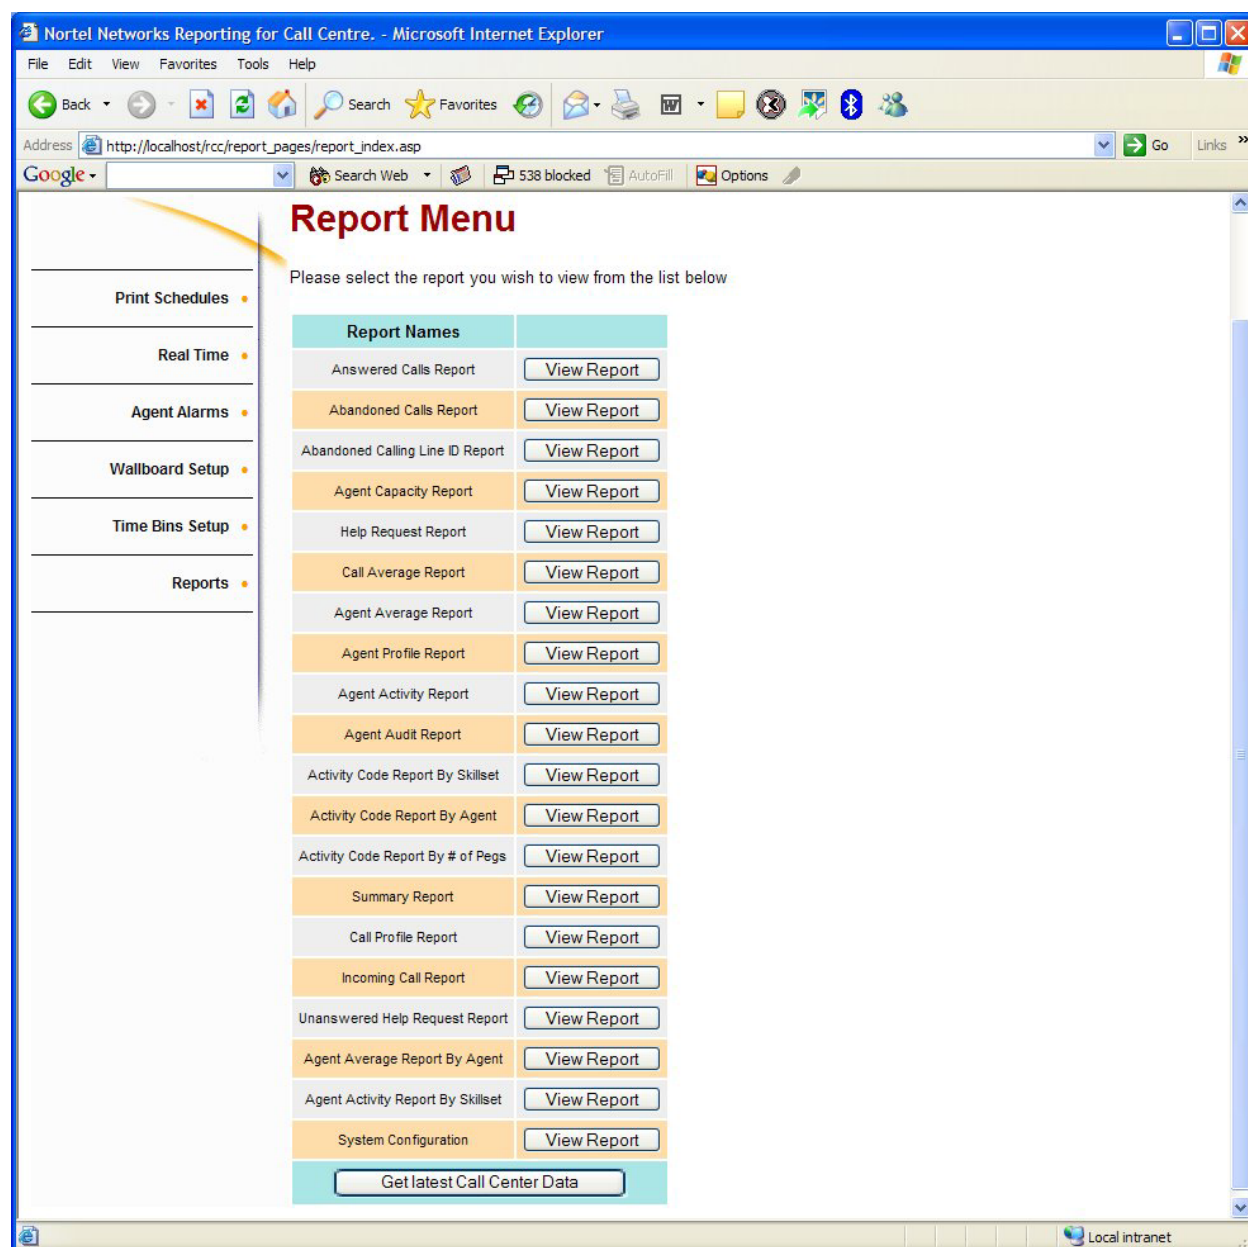 Nortel Networks Reporting for Call Centre. - Microsoft Internet Explorer
File Edit View Favorites Tools Help
Back Search Favorites
Address http://localhost/rcc/report_pages/report_index.asp Go Links »
Google Search Web 538 blocked AutoFill Options
Report Menu
Please select the report you wish to view from the list below
Print Schedules
Real Time
Agent Alarms
Wallboard Setup
Time Bins Setup
Reports
Report Names
Answered Calls Report View Report
Abandoned Calls Report View Report
Abandoned Calling Line ID Report View Report
Agent Capacity Report View Report
Help Request Report View Report
Call Average Report View Report
Agent Average Report View Report
Agent Profile Report View Report
Agent Activity Report View Report
Agent Audit Report View Report
Activity Code Report By Skillset View Report
Activity Code Report By Agent View Report
Activity Code Report By # of Pegs View Report
Summary Report View Report
Call Profile Report View Report
Incoming Call Report View Report
Unanswered Help Request Report View Report
Agent Average Report By Agent View Report
Agent Activity Report By Skillset View Report
System Configuration View Report
Get latest Call Center Data
Local intranet